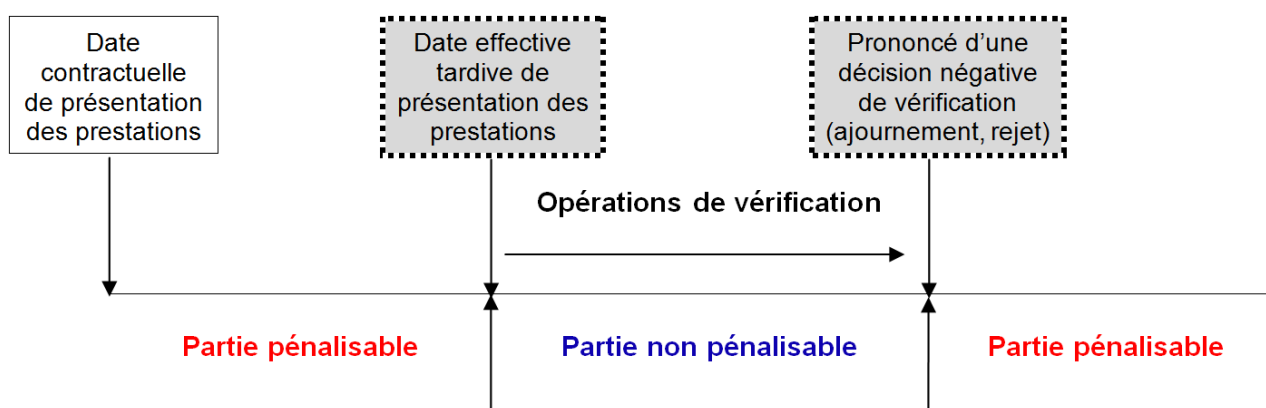 Date
contractuelle
de présentation
des prestations
Date effective
tardive de
présentation des
prestations
Prononcé d’une
décision négative
de vérification
(ajournement, rejet)
Opérations de vérification
Partie pénalisable
Partie non pénalisable
Partie pénalisable